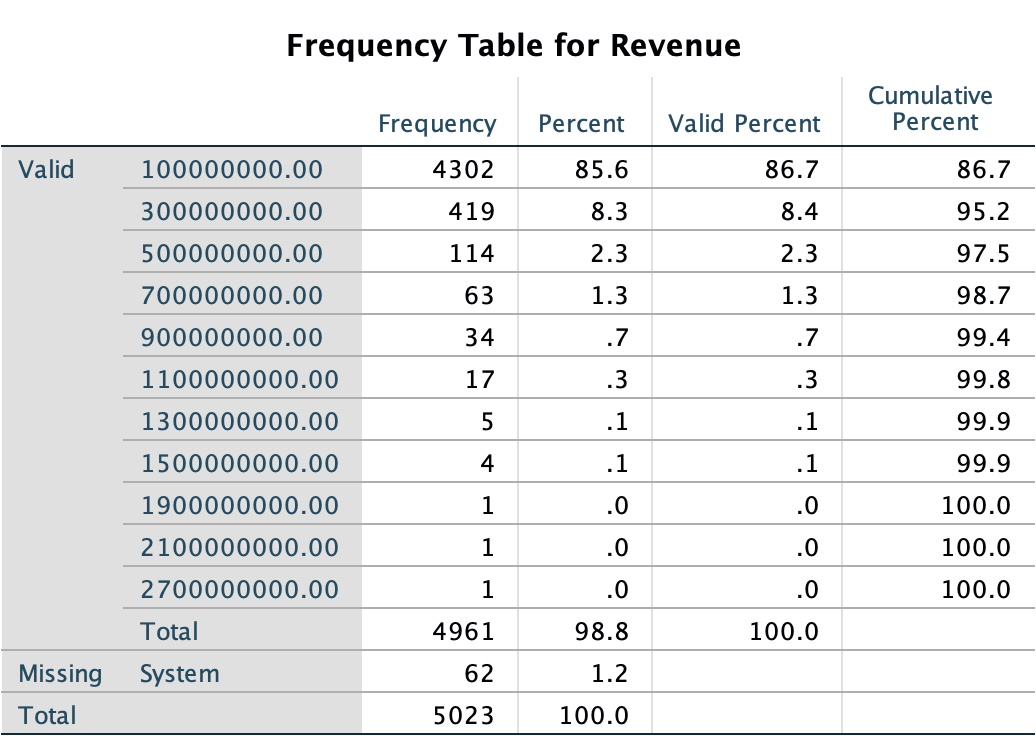 Frequency Table for Revenue
Frequency Percent Valid Percent Cumulative Percent
Valid 100000000.00 4302 85.6 86.7 86.7
300000000.00 419 8.3 8.4 95.2
500000000.00 114 2.3 2.3 97.5
700000000.00 63 1.3 1.3 98.7
900000000.00 34 .7 .7 99.4
1100000000.00 17 .3 .3 99.8
1300000000.00 5 .1 .1 99.9
1500000000.00 4 .1 .1 99.9
1900000000.00 1 .0 .0 100.0
2100000000.00 1 .0 .0 100.0
2700000000.00 1 .0 .0 100.0
Total 4961 98.8 100.0
Missing System 62 1.2
Total 5023 100.0